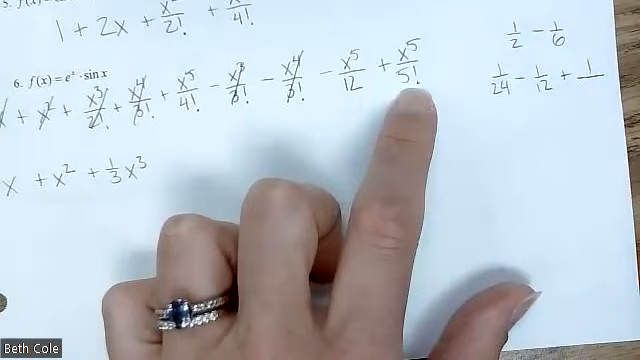 5.
1 + 2x + x²/2! + x⁴/4!
1/2 - 1/6
6. f(x) = eˣ · sin x
x + x² + x³/2! + x⁴/3! + x⁵/4! - x³/3! - x⁴/3! - x⁵/12 + x⁵/5!
1/24 - 1/12 + 1/
x + x² + 1/3 x³
Beth Cole